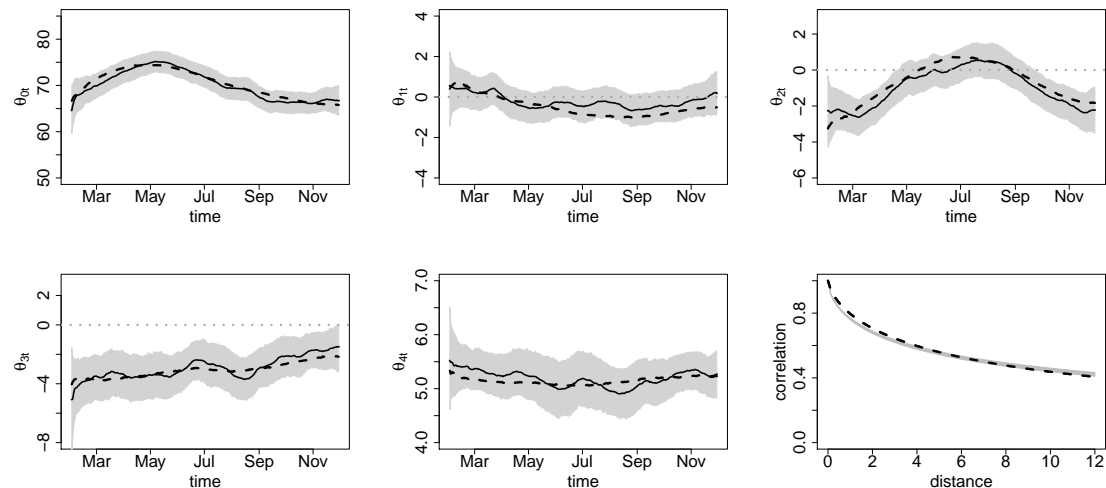 θ0t
50 60 70 80
Mar May Jul Sep Nov
time
θ1t
−4 −2 0 2 4
Mar May Jul Sep Nov
time
θ2t
−6 −4 −2 0 2
Mar May Jul Sep Nov
time
θ3t
−8 −4 0 2
Mar May Jul Sep Nov
time
θ4t
4.0 5.0 6.0 7.0
Mar May Jul Sep Nov
time
correlation
0.0 0.4 0.8
0 2 4 6 8 10 12
distance